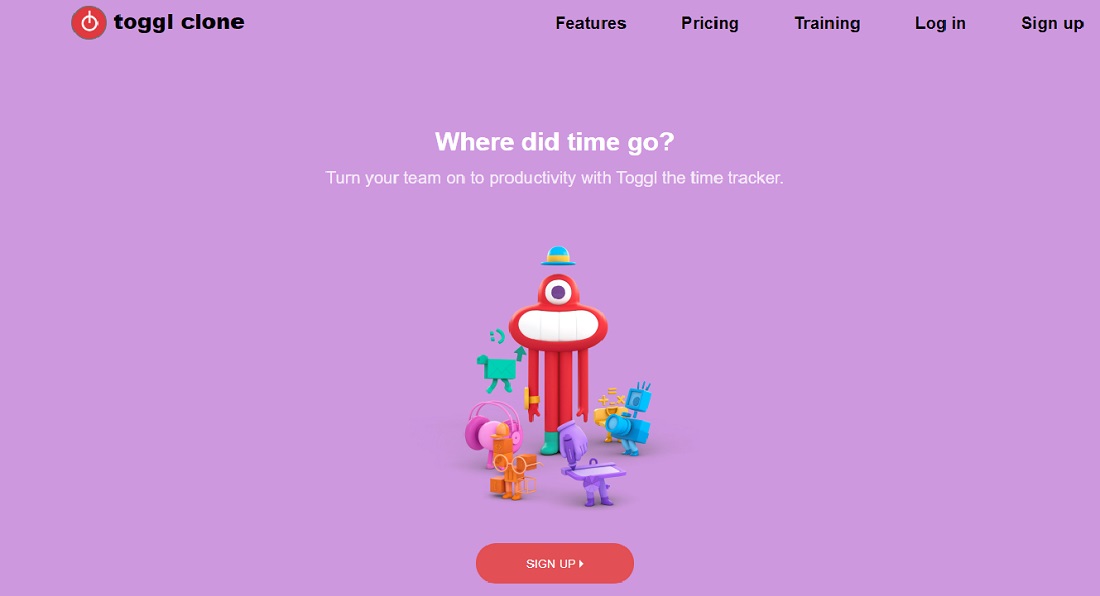 toggl clone
Features Pricing Training Log in Sign up
Where did time go?
Turn your team on to productivity with Toggl the time tracker.
SIGN UP